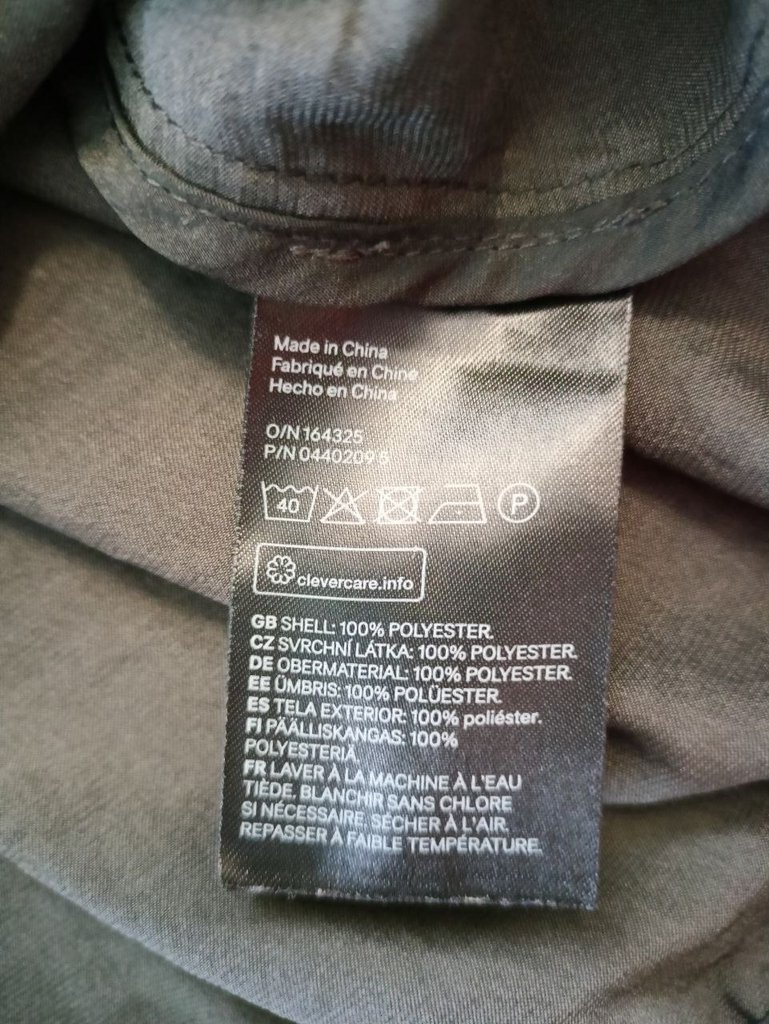 Made in China
Fabriqué en Chine
Hecho en China
O/N 164325
P/N 0440209 5
40 P
clevercare.info
GB SHELL: 100% POLYESTER.
CZ SVRCHNÍ LÁTKA: 100% POLYESTER.
DE OBERMATERIAL: 100% POLYESTER.
EE ÜMBRIS: 100% POLÜESTER.
ES TELA EXTERIOR: 100% poliéster.
FI PÄÄLLISKANGAS: 100%
POLYESTERIÄ
FR LAVER À LA MACHINE À L'EAU
TIÈDE. BLANCHIR SANS CHLORE
SI NÉCESSAIRE. SÉCHER À L'AIR.
REPASSER À FAIBLE TEMPÉRATURE.